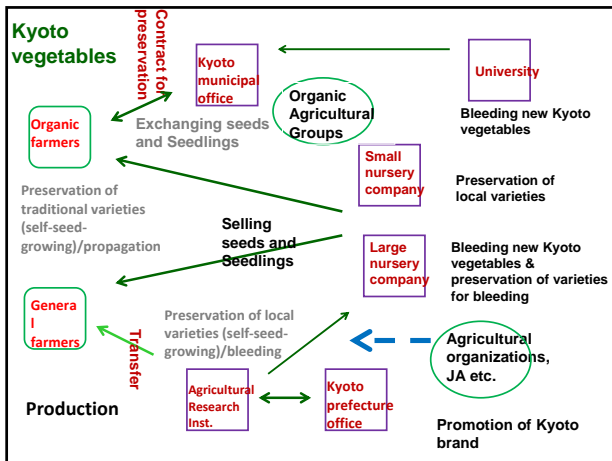 Kyoto
vegetables
Contract for
preservation
Kyoto
municipal
office
University
Organic
Agricultural
Groups
Bleeding new Kyoto
vegetables
Organic
farmers
Exchanging seeds
and Seedlings
Small
nursery
company
Preservation of
local varieties
Preservation of
traditional varieties
(self-seed-
growing)/propagation
Selling
seeds and
Seedlings
Large
nursery
company
Bleeding new Kyoto
vegetables &
preservation of varieties
for bleeding
Genera
l
farmers
Transfer
Preservation of local
varieties (self-seed-
growing)/bleeding
Agricultural
organizations,
JA etc.
Production
Agricultural
Research
Inst.
Kyoto
prefecture
office
Promotion of Kyoto
brand